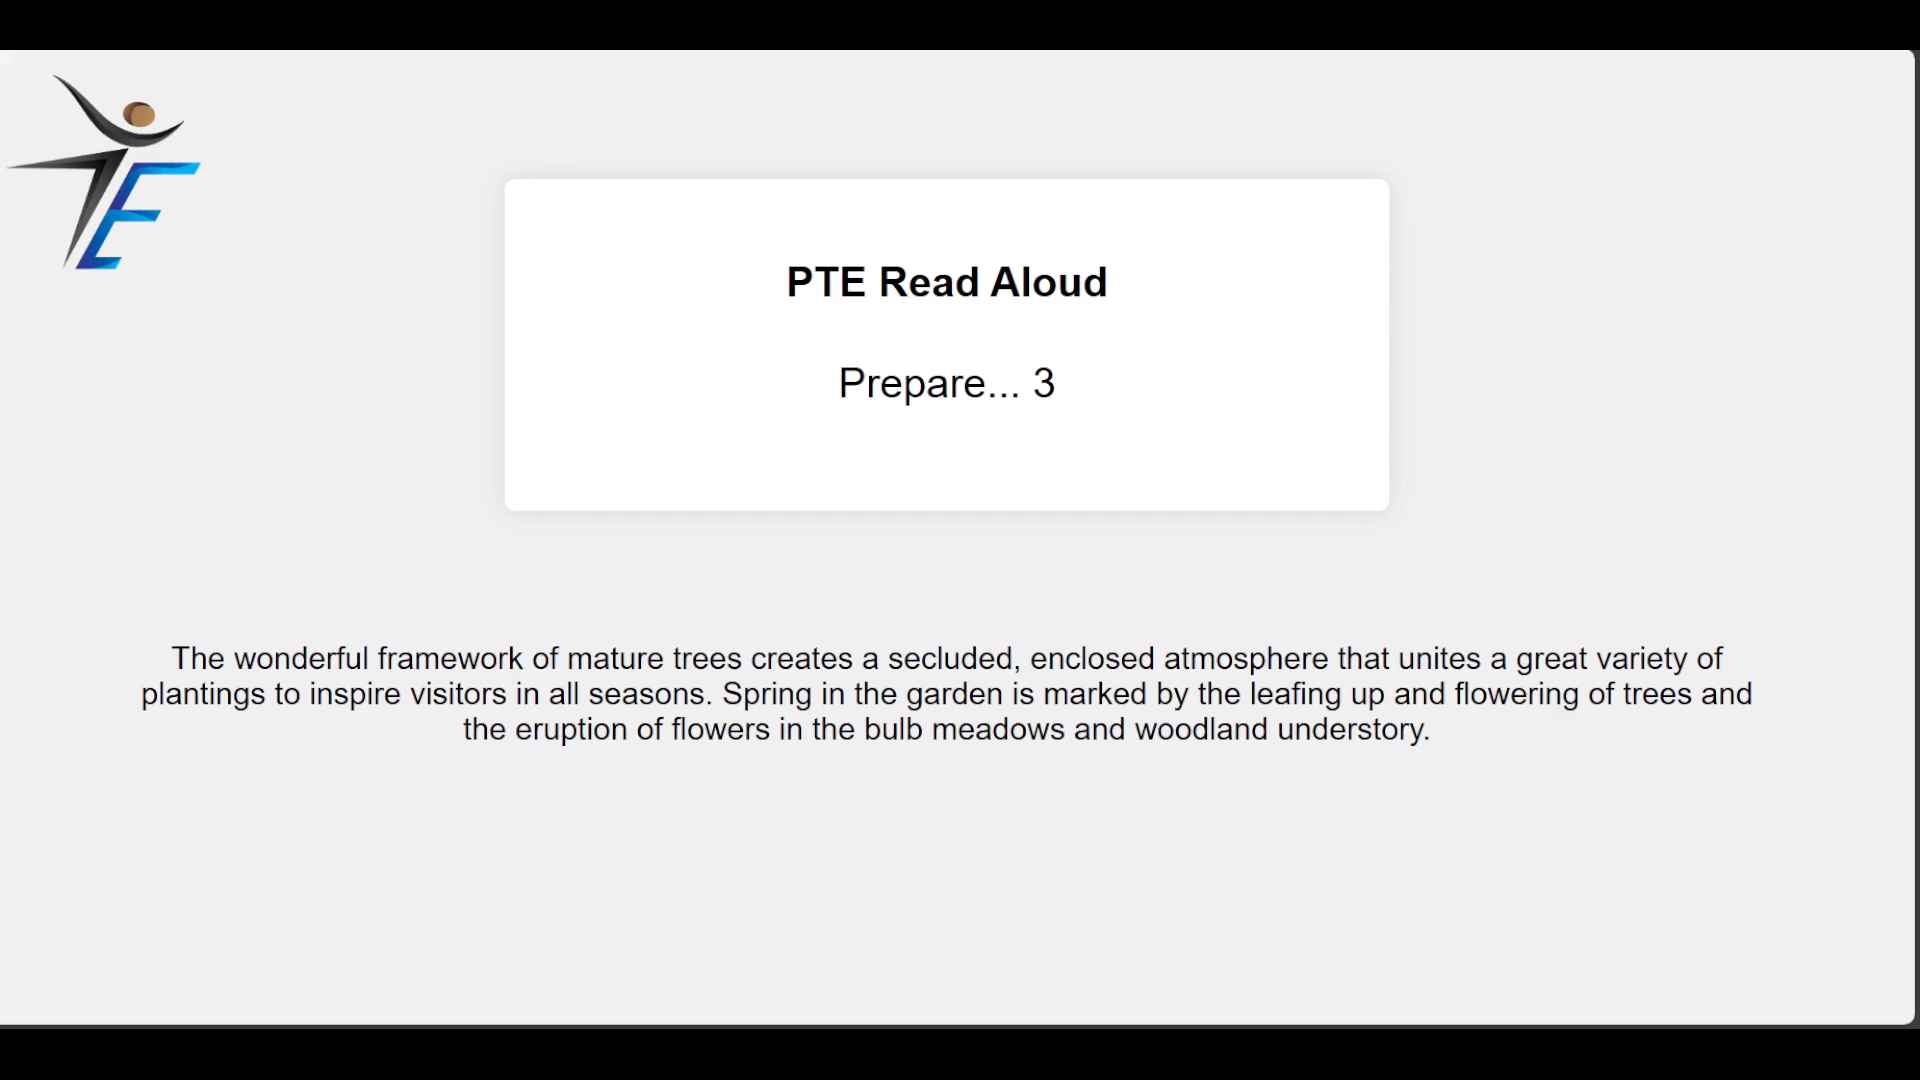 PTE Read Aloud
Prepare... 3
The wonderful framework of mature trees creates a secluded, enclosed atmosphere that unites a great variety of
plantings to inspire visitors in all seasons. Spring in the garden is marked by the leafing up and flowering of trees and
the eruption of flowers in the bulb meadows and woodland understory.